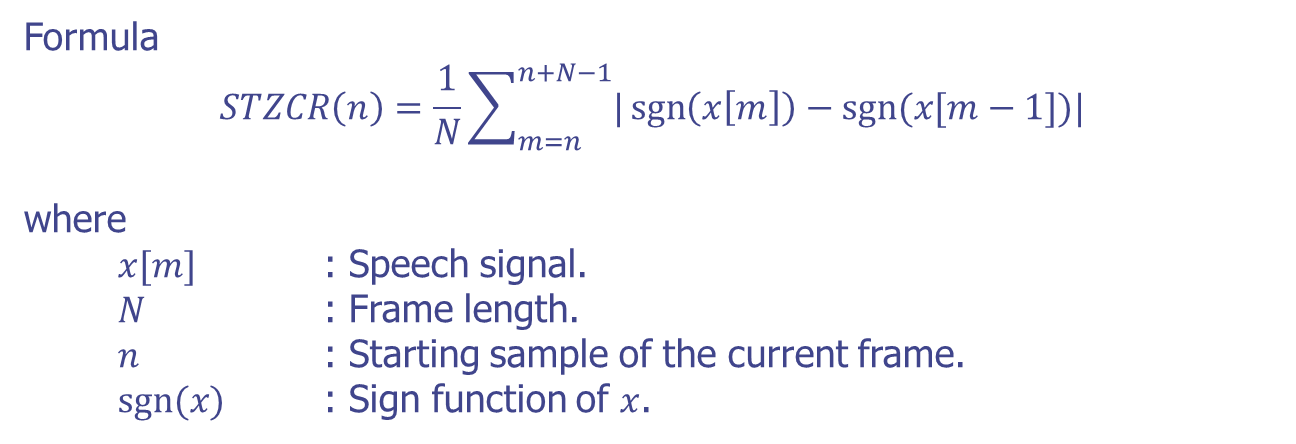 Formula
𝑆𝑇𝑍𝐶𝑅(𝑛) = 1/𝑁 ∑_{𝑚=𝑛}^{𝑛+𝑁−1} | sgn(𝑥[𝑚]) − sgn(𝑥[𝑚 − 1])|
where
𝑥[𝑚] : Speech signal.
𝑁 : Frame length.
𝑛 : Starting sample of the current frame.
sgn(𝑥) : Sign function of 𝑥.